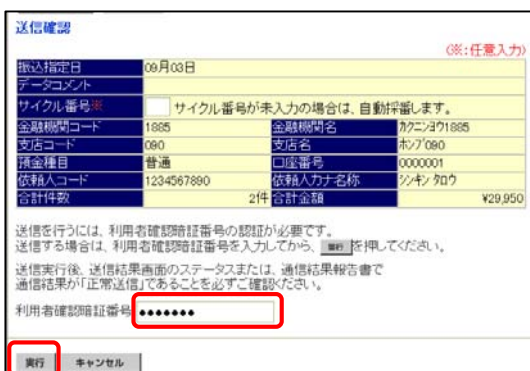 送信確認
(※:任意入力)
振込指定日 09月03日
データコメント
サイクル番号※ サイクル番号が未入力の場合は、自動採番します。
金融機関コード 1885 金融機関名 カクニンヨウ1885
支店コード 090 支店名 ホンテﾞ090
預金種目 普通 口座番号 0000001
依頼人コード 1234567890 依頼人カナ名称 シンキン タロウ
合計件数 2件 合計金額 ¥29,950
送信を行うには、利用者確認暗証番号の認証が必要です。
送信する場合は、利用者確認暗証番号を入力してから、 実行 を押してください。
送信実行後、送信結果画面のステータスまたは、通信結果報告書で
通信結果が「正常送信」であることを必ずご確認ください。
利用者確認暗証番号 ●●●●●●●
実行 キャンセル